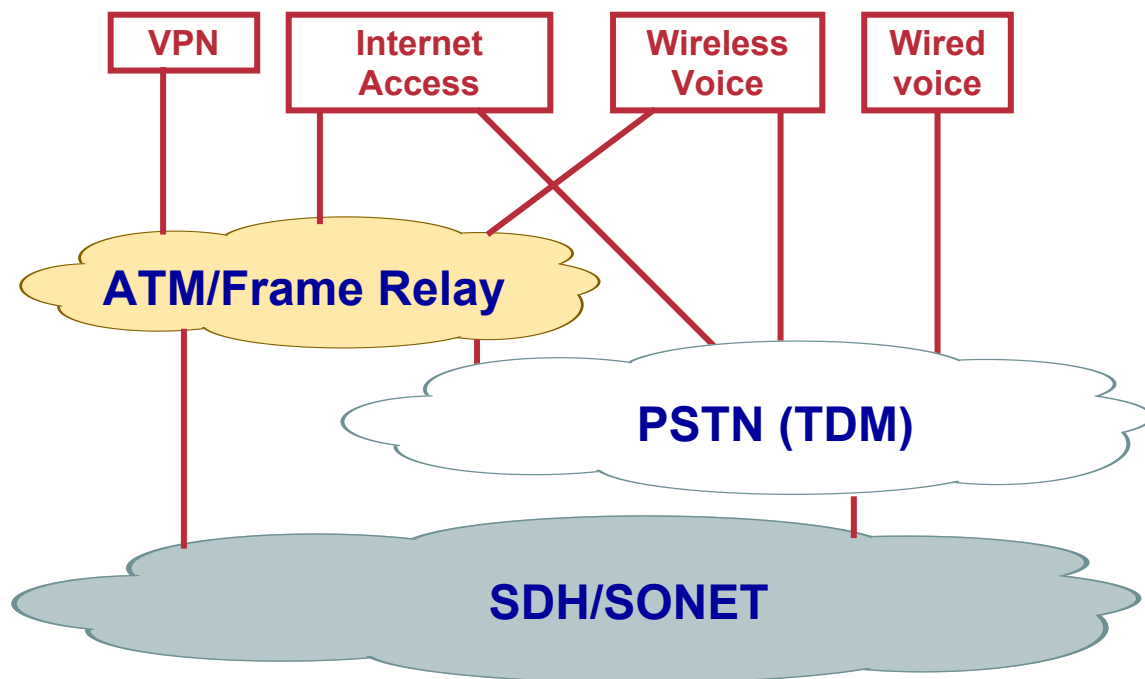 VPN
Internet
Access
Wireless
Voice
Wired
voice
ATM/Frame Relay
PSTN (TDM)
SDH/SONET